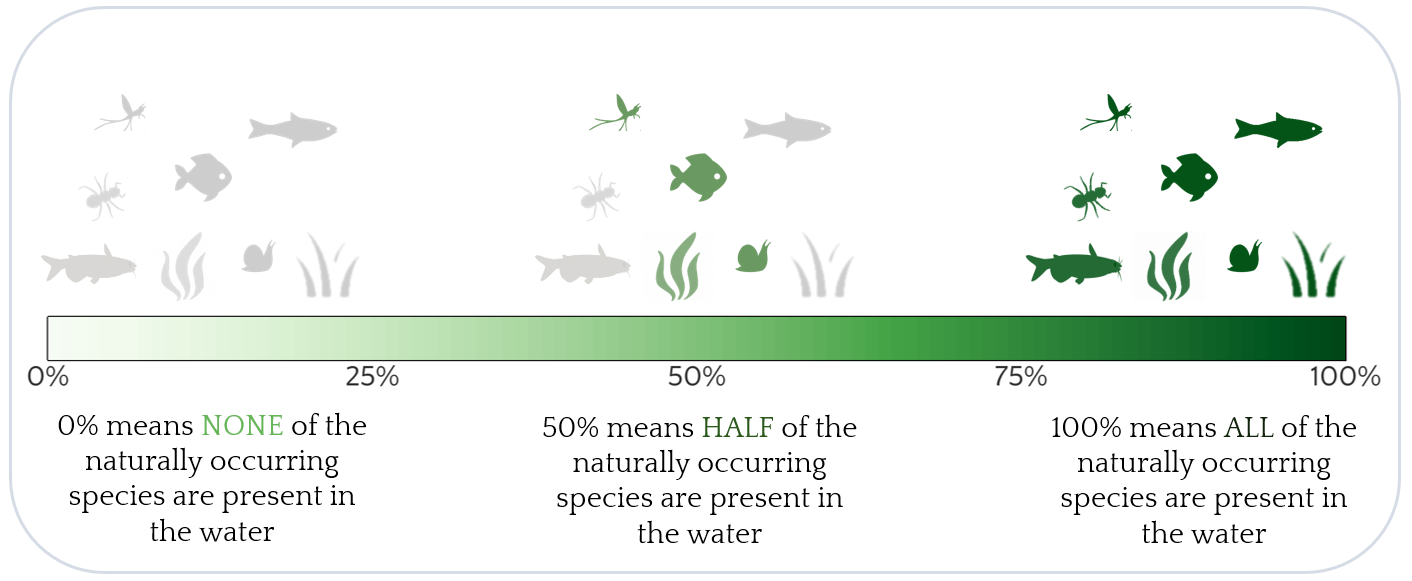 0%
25%
50%
75%
100%
0% means NONE of the
naturally occurring
species are present in
the water
50% means HALF of the
naturally occurring
species are present in
the water
100% means ALL of the
naturally occurring
species are present in
the water